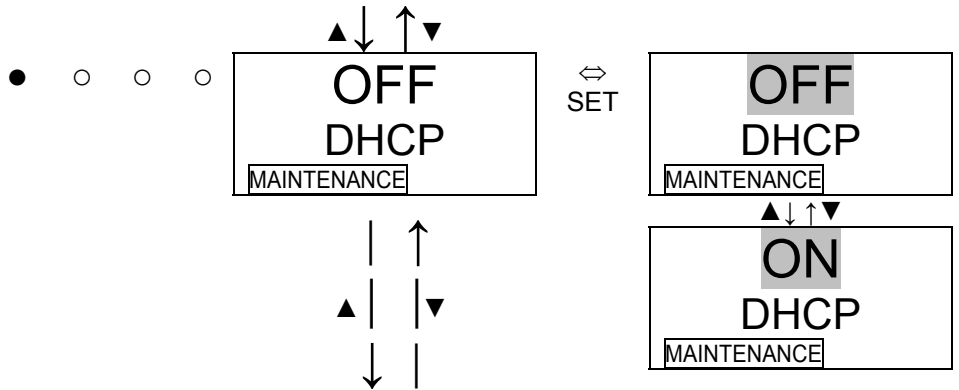 ▲↓ ↑▼
● ○ ○ ○
OFF
DHCP
MAINTENANCE
⇔
SET
OFF
DHCP
MAINTENANCE
▲↓↑▼
ON
DHCP
MAINTENANCE
| ↑
▲| |▼
↓ |